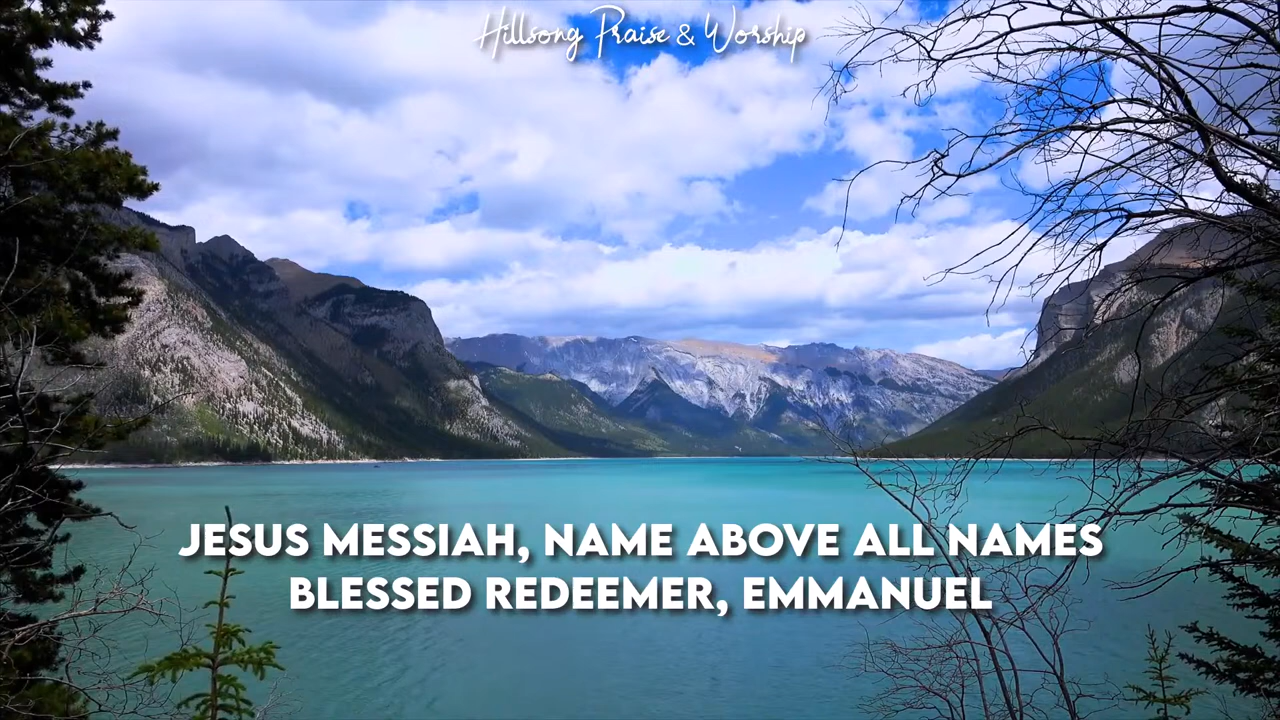 Hillsong Praise & Worship
JESUS MESSIAH, NAME ABOVE ALL NAMES
BLESSED REDEEMER, EMMANUEL